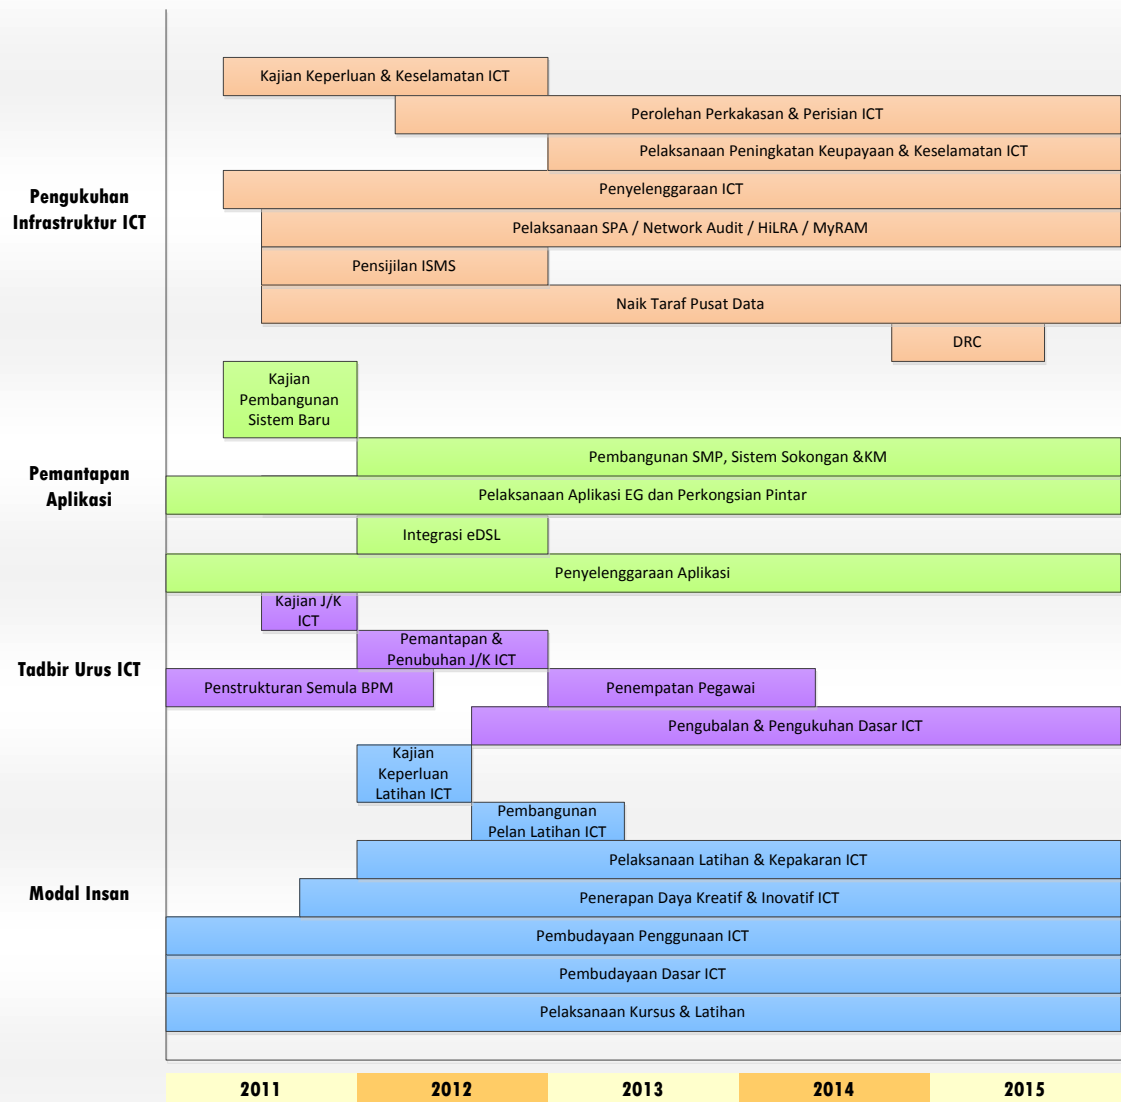 Kajian Keperluan & Keselamatan ICT
Perolehan Perkakasan & Perisian ICT
Pelaksanaan Peningkatan Keupayaan & Keselamatan ICT
Pengukuhan
Infrastruktur ICT
Penyelenggaraan ICT
Pelaksanaan SPA / Network Audit / HiLRA / MyRAM
Pensijilan ISMS
Naik Taraf Pusat Data
DRC
Kajian
Pembangunan
Sistem Baru
Pemantapan
Aplikasi
Pembangunan SMP, Sistem Sokongan &KM
Pelaksanaan Aplikasi EG dan Perkongsian Pintar
Integrasi eDSL
Penyelenggaraan Aplikasi
Kajian J/K
ICT
Pemantapan &
Penubuhan J/K ICT
Tadbir Urus ICT
Penstrukturan Semula BPM
Penempatan Pegawai
Pengubalan & Pengukuhan Dasar ICT
Kajian
Keperluan
Latihan ICT
Pembangunan
Pelan Latihan ICT
Pelaksanaan Latihan & Kepakaran ICT
Modal Insan
Penerapan Daya Kreatif & Inovatif ICT
Pembudayaan Penggunaan ICT
Pembudayaan Dasar ICT
Pelaksanaan Kursus & Latihan
2011 2012 2013 2014 2015